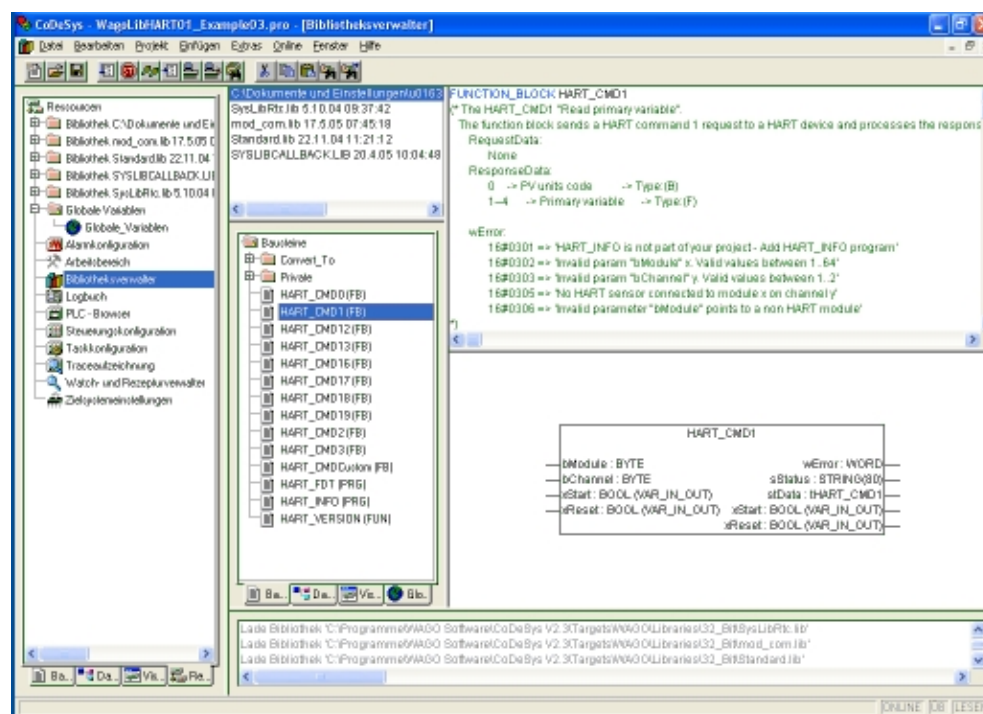 CoDeSys - WagoLibHART01_Example03.pro - [Bibliotheksverwalter]
Datei Bearbeiten Projekt Einfügen Extras Online Fenster Hilfe
Ressourcen
Bibliothek C:\Dokumente und Ei
Bibliothek mod_com.lib 17.5.05
Bibliothek Standard.lib 22.11.04
Bibliothek SYSLIBCALLBACK.LI
Bibliothek SysLibRtc.lib 5.10.04
Globale Variablen
Globale_Variablen
Alarmkonfiguration
Arbeitsbereich
Bibliotheksverwalter
Logbuch
PLC - Browser
Steuerungskonfiguration
Taskkonfiguration
Traceaufzeichnung
Watch- und Rezepturverwalter
Zielsystemeinstellungen
Ba.. Da.. Vis.. Re..
C:\Dokumente und Einstellungen\u0163
SysLibRtc.lib 5.10.04 09:37:42
mod_com.lib 17.5.05 07:45:18
Standard.lib 22.11.04 11:21:12
SYSLIBCALLBACK.LIB 20.4.05 10:04:48
Bausteine
Convert_To
Private
HART_CMD0 (FB)
HART_CMD1 (FB)
HART_CMD12 (FB)
HART_CMD13 (FB)
HART_CMD16 (FB)
HART_CMD17 (FB)
HART_CMD18 (FB)
HART_CMD19 (FB)
HART_CMD2 (FB)
HART_CMD3 (FB)
HART_CMDCustom (FB)
HART_FDT (PRG)
HART_INFO (PRG)
HART_VERSION (FUN)
Ba.. Da.. Vis.. Glo..
FUNCTION_BLOCK HART_CMD1
(* The HART_CMD1 "Read primary variable".
The function block sends a HART command 1 request to a HART device and processes the respons
RequestData:
None
ResponseData:
0 -> PV units code -> Type:(B)
1--4 -> Primary variable -> Type:(F)
wError:
16#0301 => 'HART_INFO is not part of your project - Add HART_INFO program'
16#0302 => 'Invalid param "bModule" x. Valid values between 1..64'
16#0303 => 'Invalid param "bChannel" y. Valid values between 1..2'
16#0305 => 'No HART sensor connected to module x on channel y'
16#0306 => 'Invalid parameter "bModule" points to a non HART module'
*)
HART_CMD1
bModule : BYTE wError : WORD
bChannel : BYTE sStatus : STRING(80)
xStart : BOOL (VAR_IN_OUT) stData : tHART_CMD1
xReset : BOOL (VAR_IN_OUT) xStart : BOOL (VAR_IN_OUT)
xReset : BOOL (VAR_IN_OUT)
Lade Bibliothek 'C:\Programme\WAGO Software\CoDeSys V2.3\Targets\WAGO\Libraries\32_Bit\SysLibRtc.lib'
Lade Bibliothek 'C:\Programme\WAGO Software\CoDeSys V2.3\Targets\WAGO\Libraries\32_Bit\mod_com.lib'
Lade Bibliothek 'C:\Programme\WAGO Software\CoDeSys V2.3\Targets\WAGO\Libraries\32_Bit\Standard.lib'
ONLINE OB LESEN